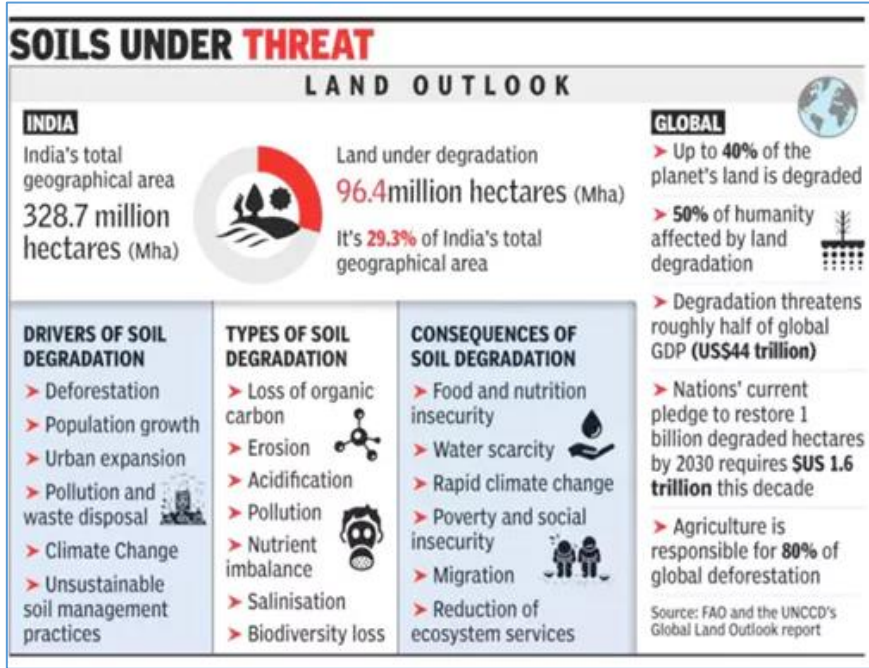 SOILS UNDER THREAT
LAND OUTLOOK
INDIA
India's total
geographical area
328.7 million
hectares (Mha)
Land under degradation
96.4million hectares (Mha)
It's 29.3% of India's total
geographical area
GLOBAL
➤ Up to 40% of the
planet's land is degraded
➤ 50% of humanity
affected by land
degradation
➤ Degradation threatens
roughly half of global
GDP (US$44 trillion)
➤ Nations' current
pledge to restore 1
billion degraded hectares
by 2030 requires $US 1.6
trillion this decade
➤ Agriculture is
responsible for 80% of
global deforestation
Source: FAO and the UNCCD's
Global Land Outlook report
DRIVERS OF SOIL
DEGRADATION
➤ Deforestation
➤ Population growth
➤ Urban expansion
➤ Pollution and
waste disposal
➤ Climate Change
➤ Unsustainable
soil management
practices
TYPES OF SOIL
DEGRADATION
➤ Loss of organic
carbon
➤ Erosion
➤ Acidification
➤ Pollution
➤ Nutrient
imbalance
➤ Salinisation
➤ Biodiversity loss
CONSEQUENCES OF
SOIL DEGRADATION
➤ Food and nutrition
insecurity
➤ Water scarcity
➤ Rapid climate change
➤ Poverty and social
insecurity
➤ Migration
➤ Reduction of
ecosystem services